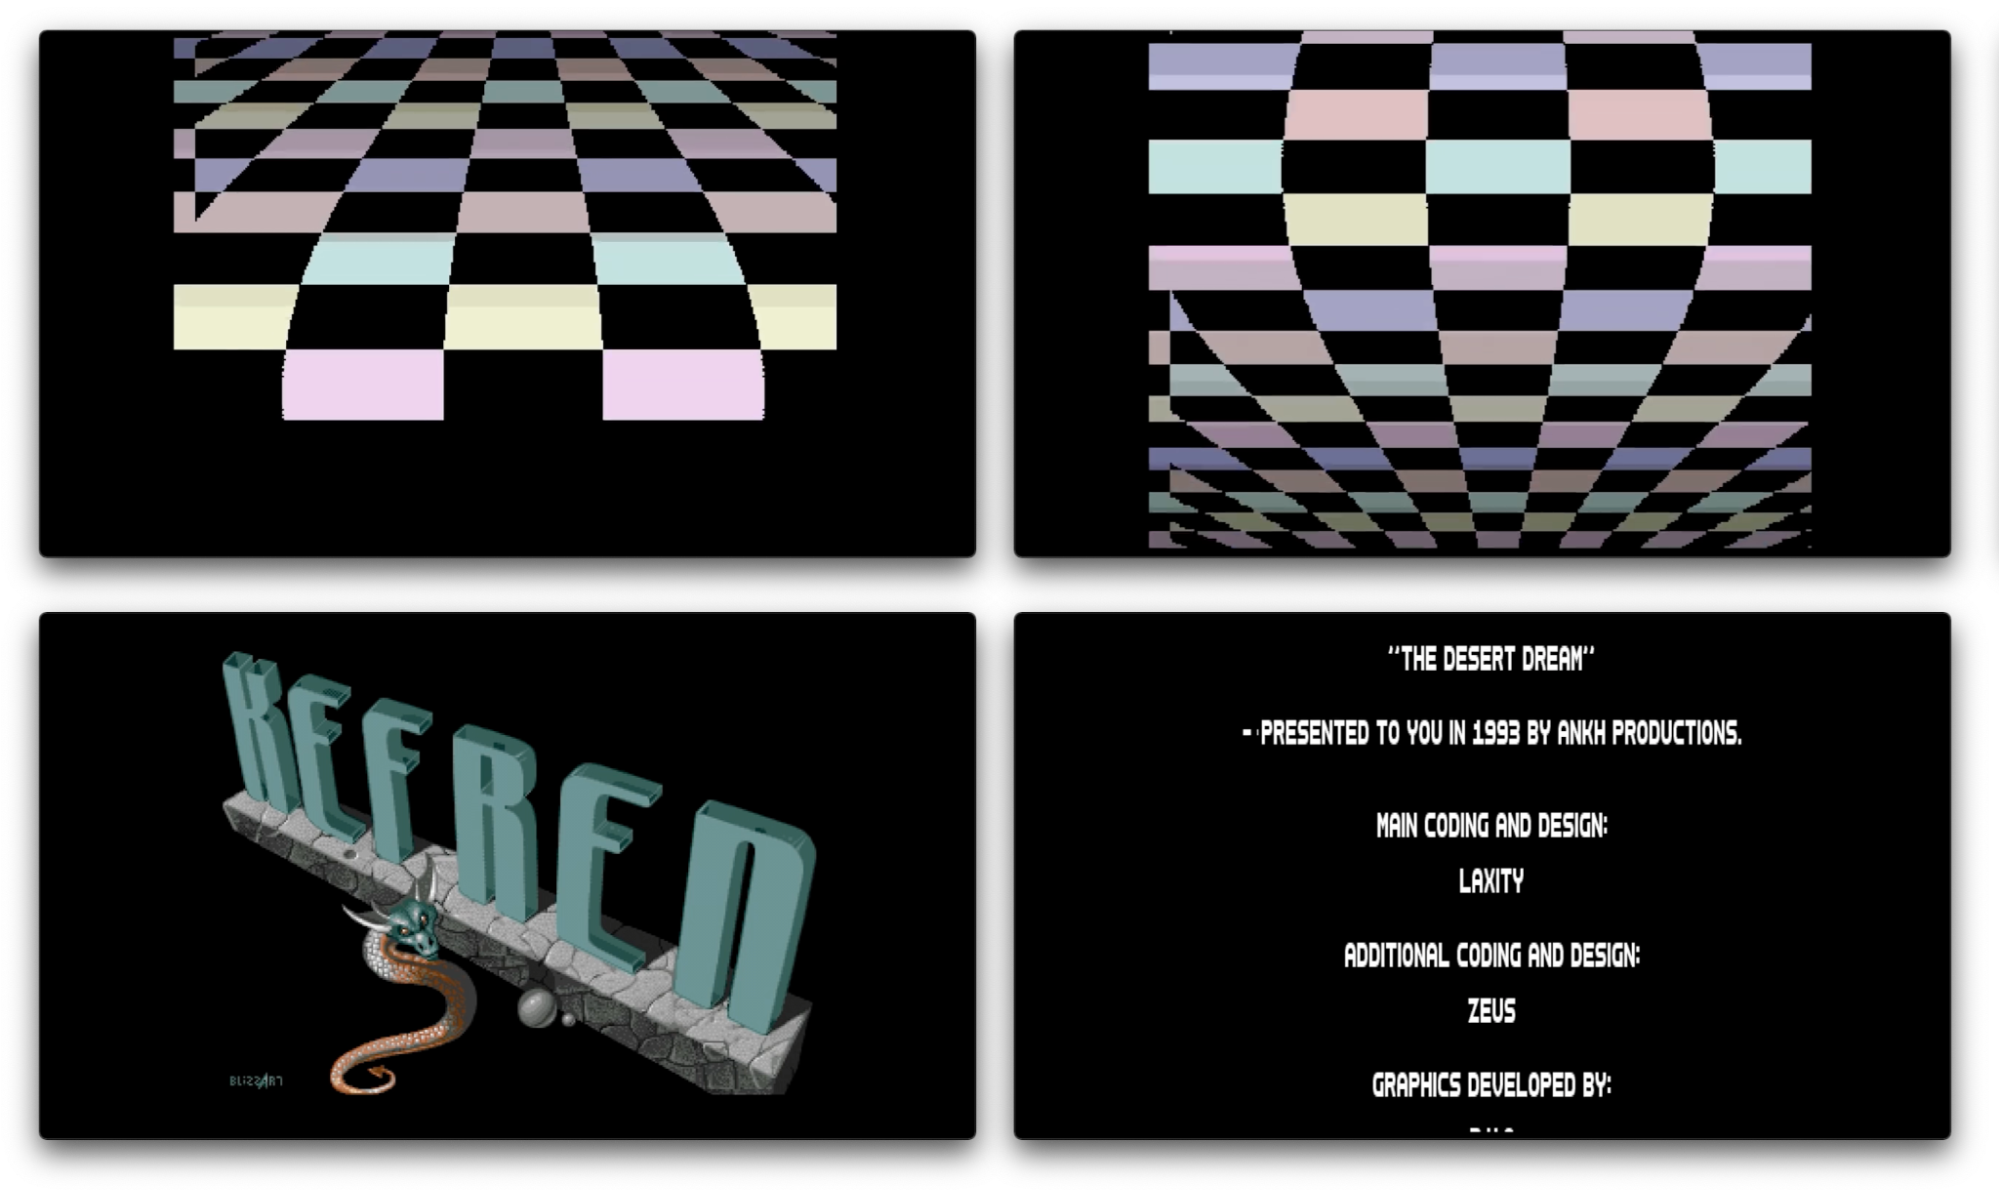 KEFREN
"THE DESERT DREAM"
- PRESENTED TO YOU IN 1993 BY ANKH PRODUCTIONS.
MAIN CODING AND DESIGN:
LAXITY
ADDITIONAL CODING AND DESIGN:
ZEUS
GRAPHICS DEVELOPED BY: